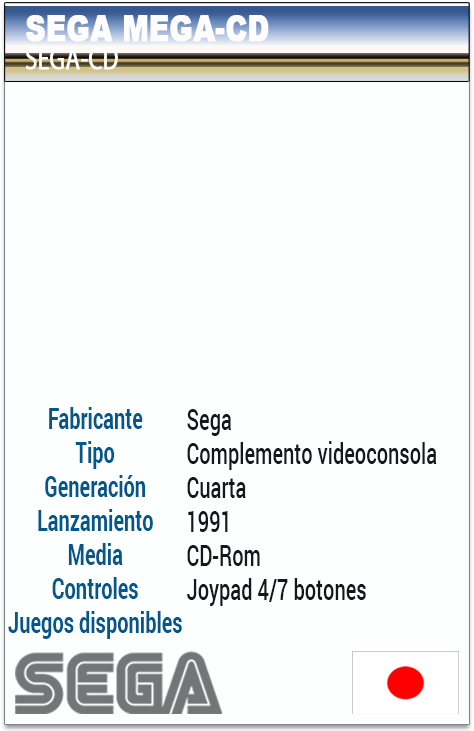 SEGA MEGA-CD
SEGA-CD
Fabricante Sega
Tipo Complemento videoconsola
Generación Cuarta
Lanzamiento 1991
Media CD-Rom
Controles Joypad 4/7 botones
Juegos disponibles
SEGA